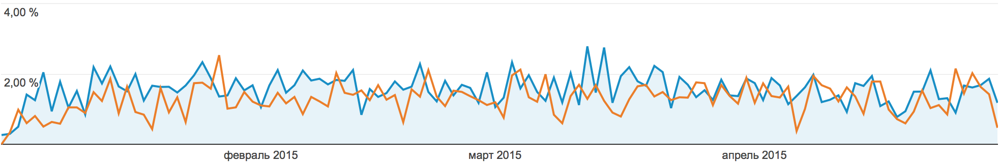 4,00 %
2,00 %
февраль 2015
март 2015
апрель 2015